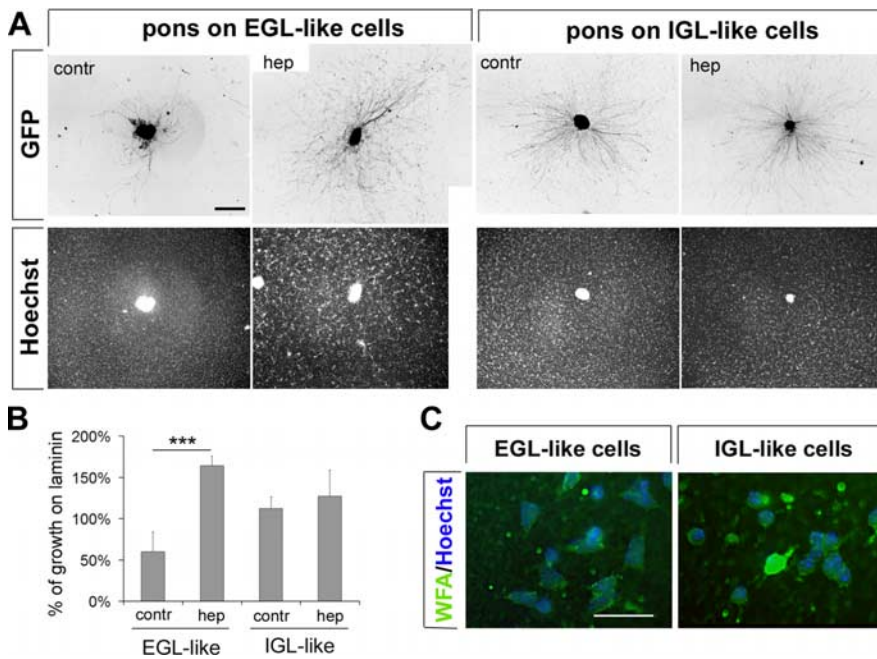 A
pons on EGL-like cells
pons on IGL-like cells
contr
hep
contr
hep
GFP
Hoechst
B
200%
150%
100%
50%
0%
% of growth on laminin
***
contr
hep
contr
hep
EGL-like
IGL-like
C
EGL-like cells
IGL-like cells
WFA/Hoechst